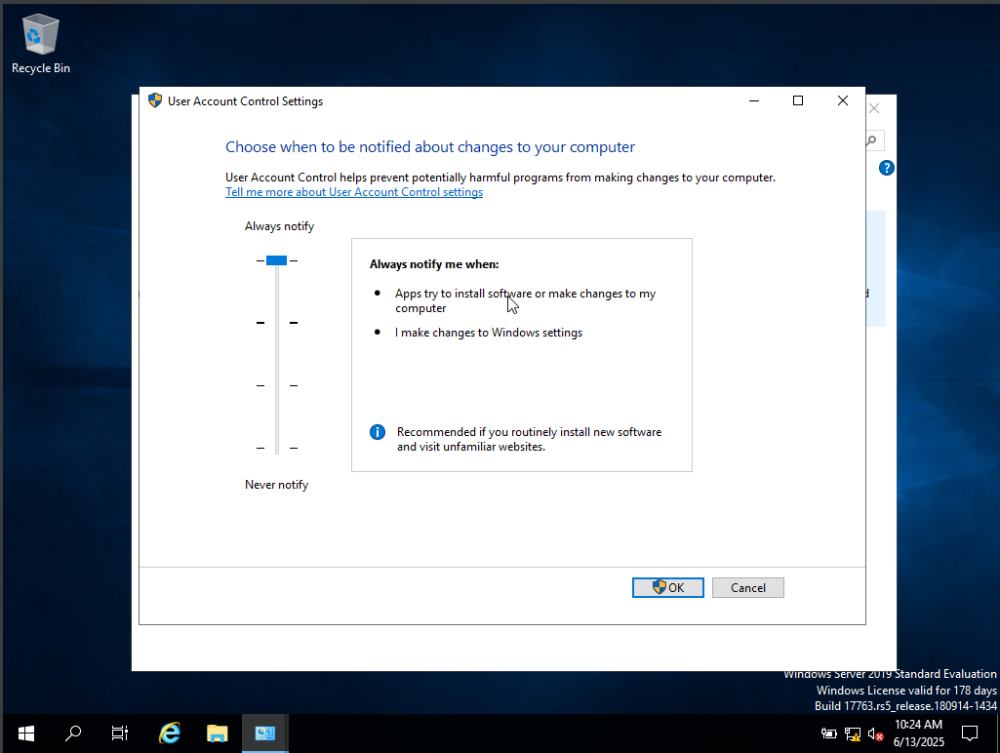 Recycle Bin
User Account Control Settings
Choose when to be notified about changes to your computer
User Account Control helps prevent potentially harmful programs from making changes to your computer.
Tell me more about User Account Control settings
Always notify
Always notify me when:
Apps try to install software or make changes to my
computer
I make changes to Windows settings
Recommended if you routinely install new software
and visit unfamiliar websites.
Never notify
OK
Cancel
Windows Server 2019 Standard Evaluation
Windows License valid for 178 days
Build 17763.rs5_release.180914-1434
10:24 AM
6/13/2025